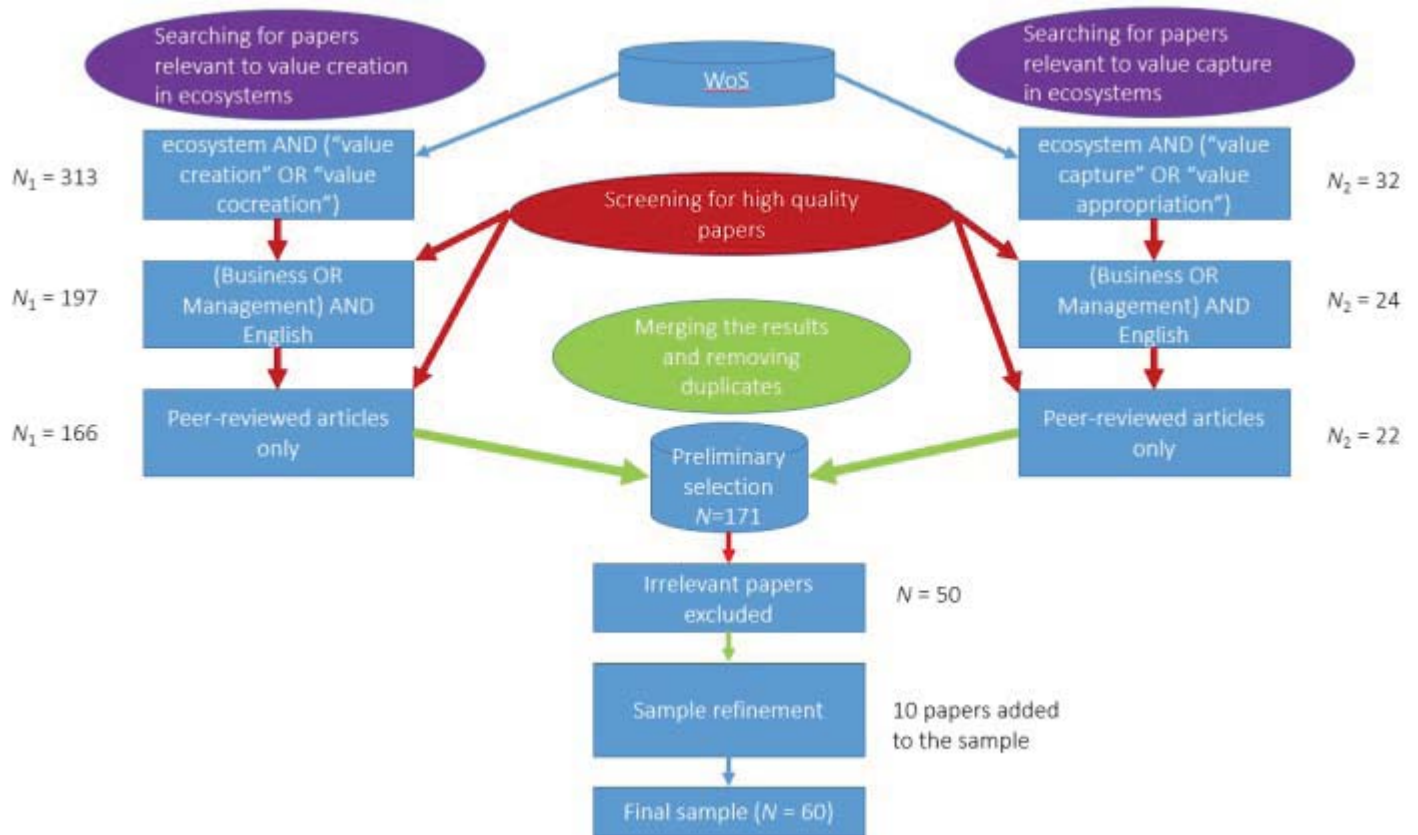 Searching for papers
relevant to value creation
in ecosystems
WoS
Searching for papers
relevant to value capture
in ecosystems
N₁ = 313
ecosystem AND (“value
creation” OR “value
cocreation”)
Screening for high quality
papers
ecosystem AND (“value
capture” OR “value
appropriation”)
N₂ = 32
N₁ = 197
(Business OR
Management) AND
English
Merging the results
and removing
duplicates
(Business OR
Management) AND
English
N₂ = 24
N₁ = 166
Peer-reviewed articles
only
Preliminary
selection
N=171
Peer-reviewed articles
only
N₂ = 22
Irrelevant papers
excluded
N = 50
Sample refinement
10 papers added
to the sample
Final sample (N = 60)